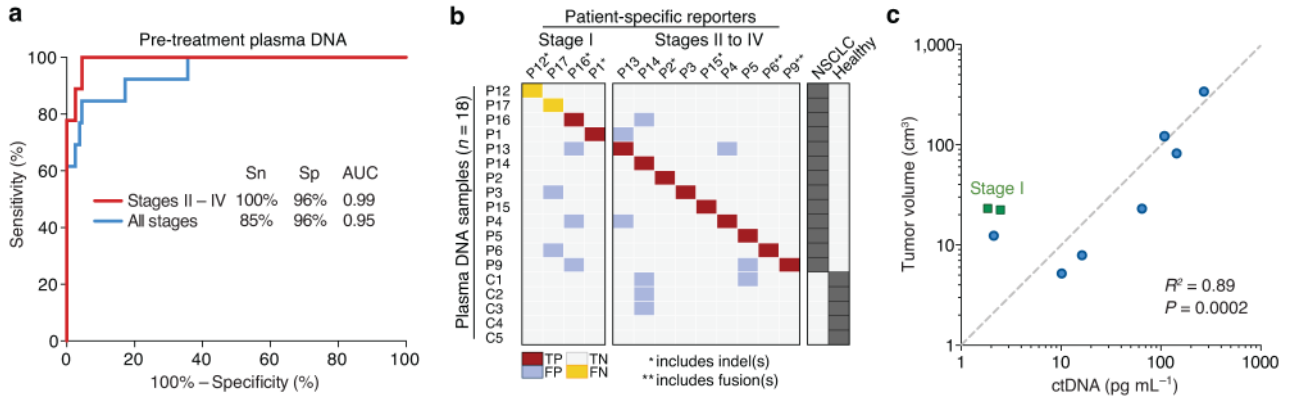 a
Pre-treatment plasma DNA
Sensitivity (%)
100
80
60
40
20
0
Sn Sp AUC
Stages II – IV 100% 96% 0.99
All stages 85% 96% 0.95
0 20 40 60 80 100
100% – Specificity (%)
b
Patient-specific reporters
Stage I Stages II to IV
P12* P17 P16* P1* P13 P14 P2* P3 P15* P4 P5 P6** P9** NSCLC Healthy
Plasma DNA samples (n = 18)
P12
P17
P16
P1
P13
P14
P2
P3
P15
P4
P5
P6
P9
C1
C2
C3
C4
C5
TP TN
FP FN
* includes indel(s)
** includes fusion(s)
c
Tumor volume (cm³)
1,000
100
10
1
Stage I
R² = 0.89
P = 0.0002
1 10 100 1000
ctDNA (pg mL⁻¹)